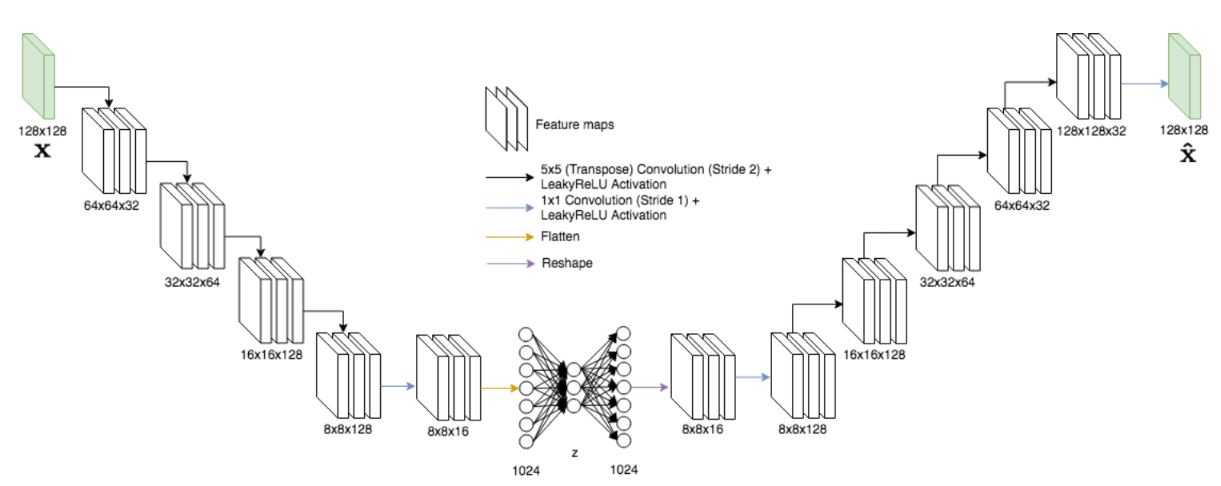 128x128
X
64x64x32
32x32x64
16x16x128
8x8x128
8x8x16
1024
z
1024
8x8x16
8x8x128
16x16x128
32x32x64
64x64x32
128x128x32
128x128
X̂
Feature maps
5x5 (Transpose) Convolution (Stride 2) +
LeakyReLU Activation
1x1 Convolution (Stride 1) +
LeakyReLU Activation
Flatten
Reshape